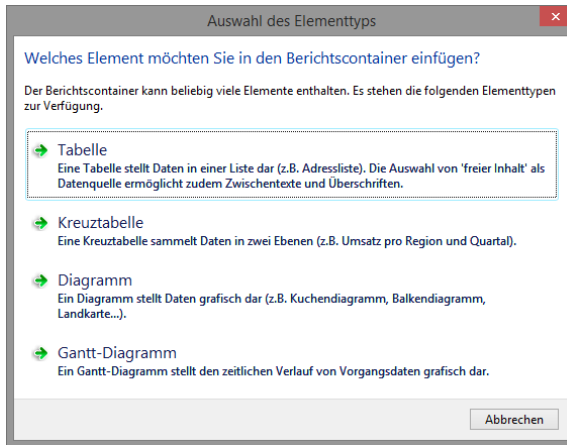 Auswahl des Elementtyps
Welches Element möchten Sie in den Berichtscontainer einfügen?
Der Berichtscontainer kann beliebig viele Elemente enthalten. Es stehen die folgenden Elementtypen
zur Verfügung.
Tabelle
Eine Tabelle stellt Daten in einer Liste dar (z.B. Adressliste). Die Auswahl von 'freier Inhalt' als
Datenquelle ermöglicht zudem Zwischentexte und Überschriften.
Kreuztabelle
Eine Kreuztabelle sammelt Daten in zwei Ebenen (z.B. Umsatz pro Region und Quartal).
Diagramm
Ein Diagramm stellt Daten grafisch dar (z.B. Kuchendiagramm, Balkendiagramm,
Landkarte...).
Gantt-Diagramm
Ein Gantt-Diagramm stellt den zeitlichen Verlauf von Vorgangsdaten grafisch dar.
Abbrechen